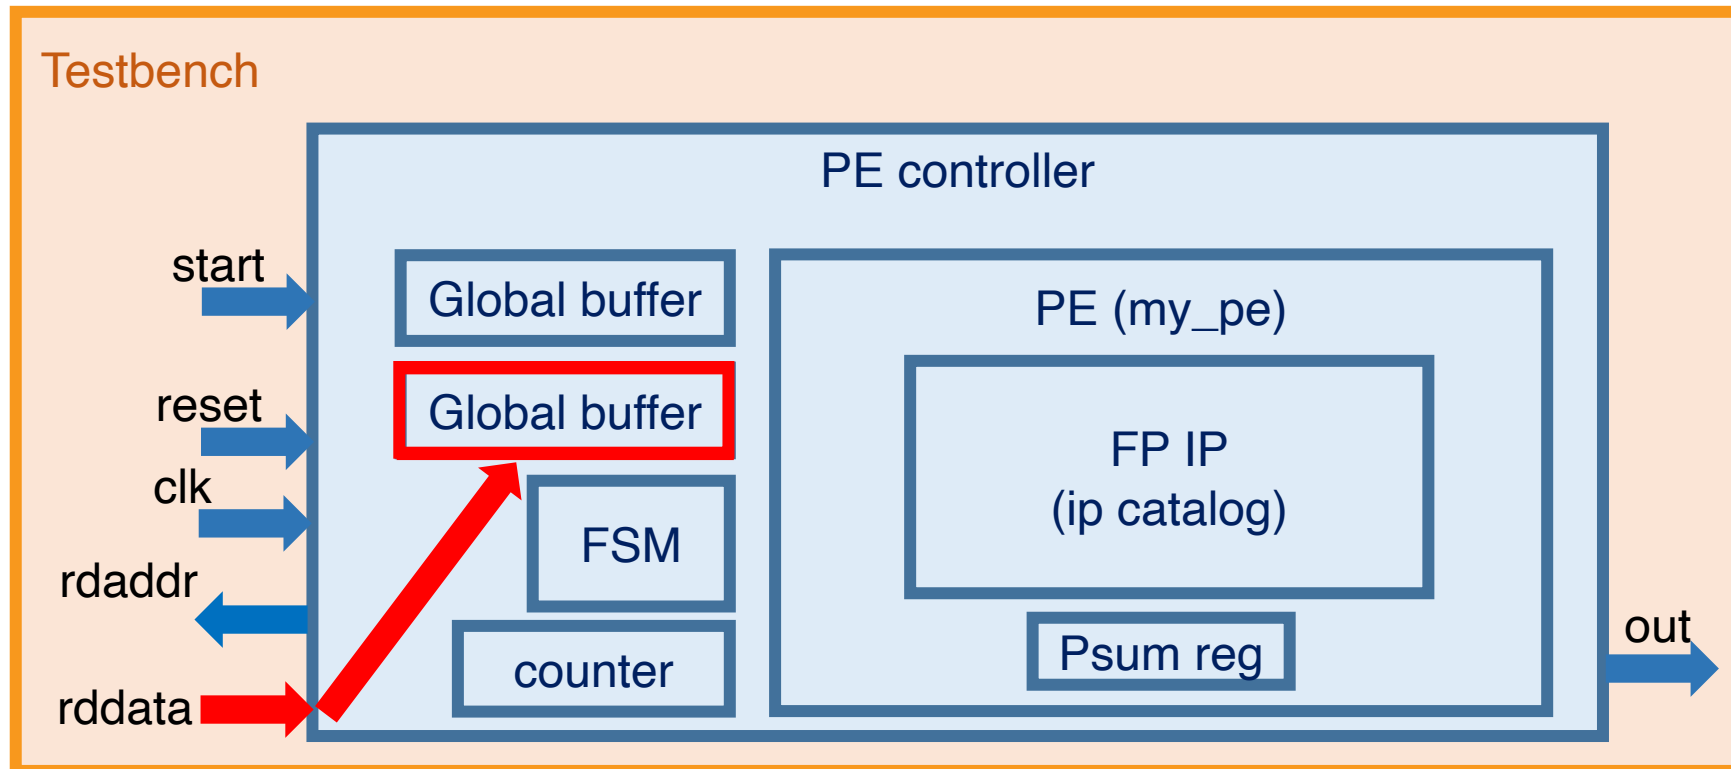 Testbench
PE controller
start
Global buffer
PE (my_pe)
reset
Global buffer
FP IP
(ip catalog)
clk
FSM
rdaddr
counter
Psum reg
out
rddata